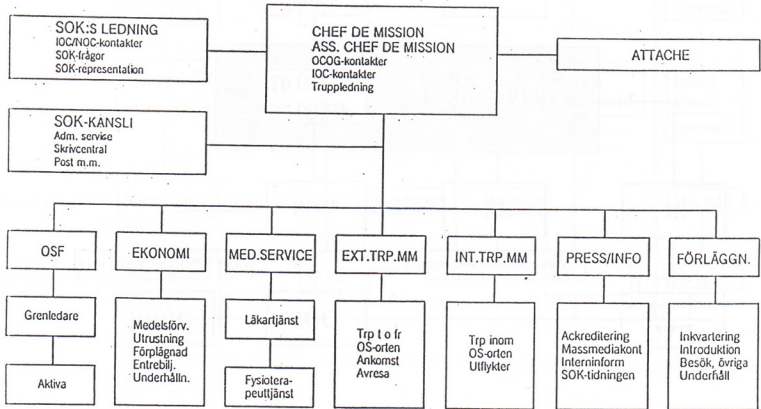 SOK:S LEDNING
IOC/NOC-kontakter
SOK-frågor
SOK-representation
CHEF DE MISSION
ASS. CHEF DE MISSION
OCOG-kontakter
IOC-kontakter
Truppledning
ATTACHE
SOK-KANSLI
Adm. service
Skrivcentral
Post m.m.
OSF
EKONOMI
MED.SERVICE
EXT.TRP.MM
INT.TRP.MM
PRESS/INFO
FÖRLÄGGN.
Grenledare
Aktiva
Medelsförv.
Utrustning
Förplägnad
Entrebilj.
Underhålln.
Läkartjänst
Fysiotera-
peuttjänst
Trp t o fr
OS-orten
Ankomst
Avresa
Trp inom
OS-orten
Utflykter
Ackreditering
Massmediakont
Interninform
SOK-tidningen
Inkvartering
Introduktion
Besök, övriga
Underhåll